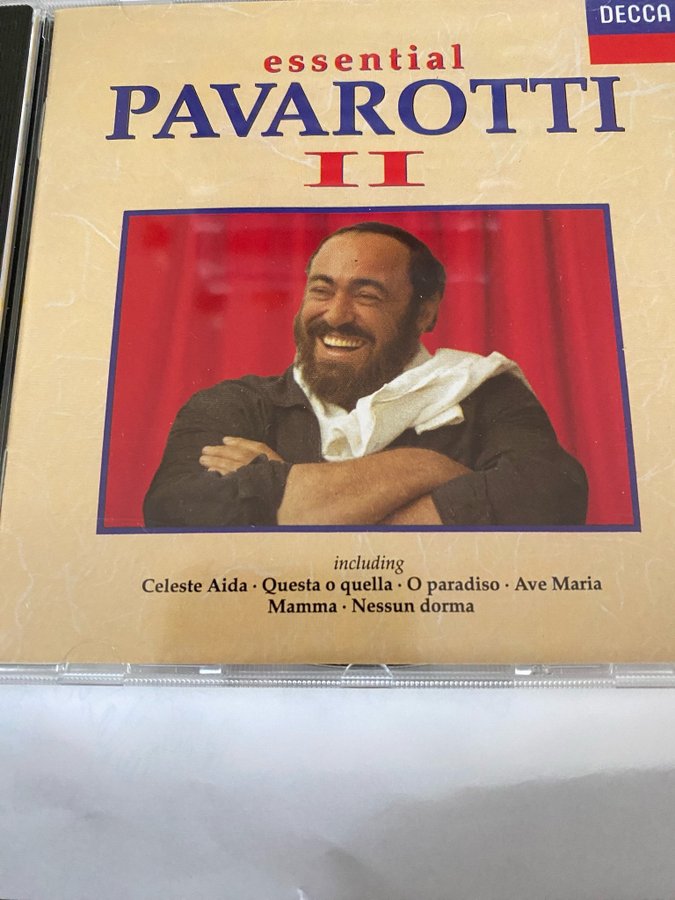 DECCA
essential
PAVAROTTI
II
including
Celeste Aida · Questa o quella · O paradiso · Ave Maria
Mamma · Nessun dorma